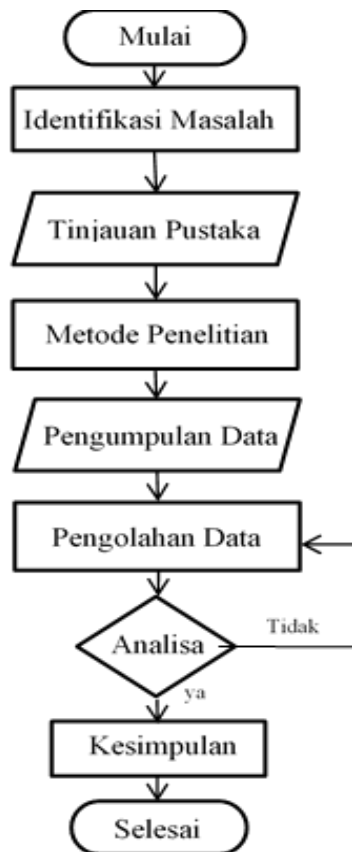 Mulai
Identifikasi Masalah
Tinjauan Pustaka
Metode Penelitian
Pengumpulan Data
Pengolahan Data
Analisa
Tidak
ya
Kesimpulan
Selesai